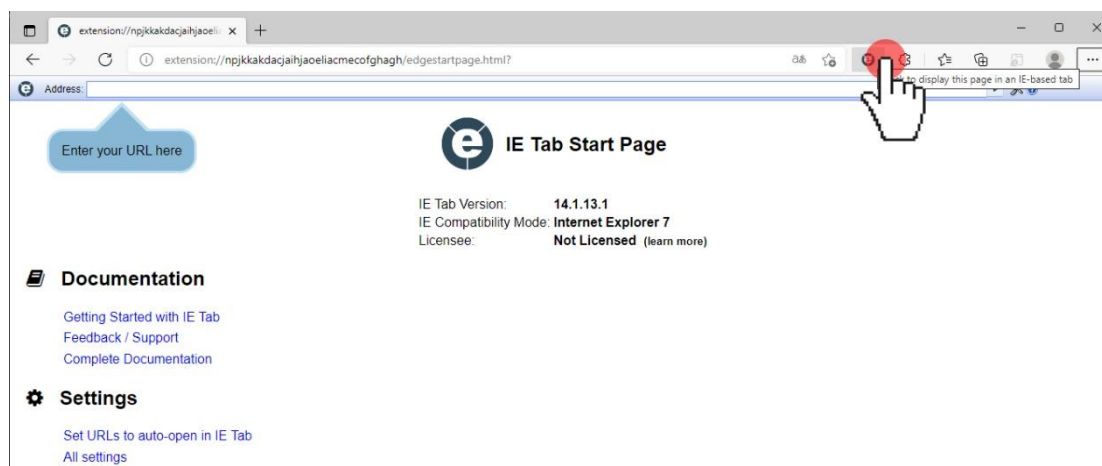 extension://npjkkakdacjaihjaoeli
extension://npjkkakdacjaihjaoeliacmecofghagh/edgestartpage.html?
to display this page in an IE-based tab
Address:
Enter your URL here
IE Tab Start Page
IE Tab Version: 14.1.13.1
IE Compatibility Mode: Internet Explorer 7
Licensee: Not Licensed (learn more)
Documentation
Getting Started with IE Tab
Feedback / Support
Complete Documentation
Settings
Set URLs to auto-open in IE Tab
All settings